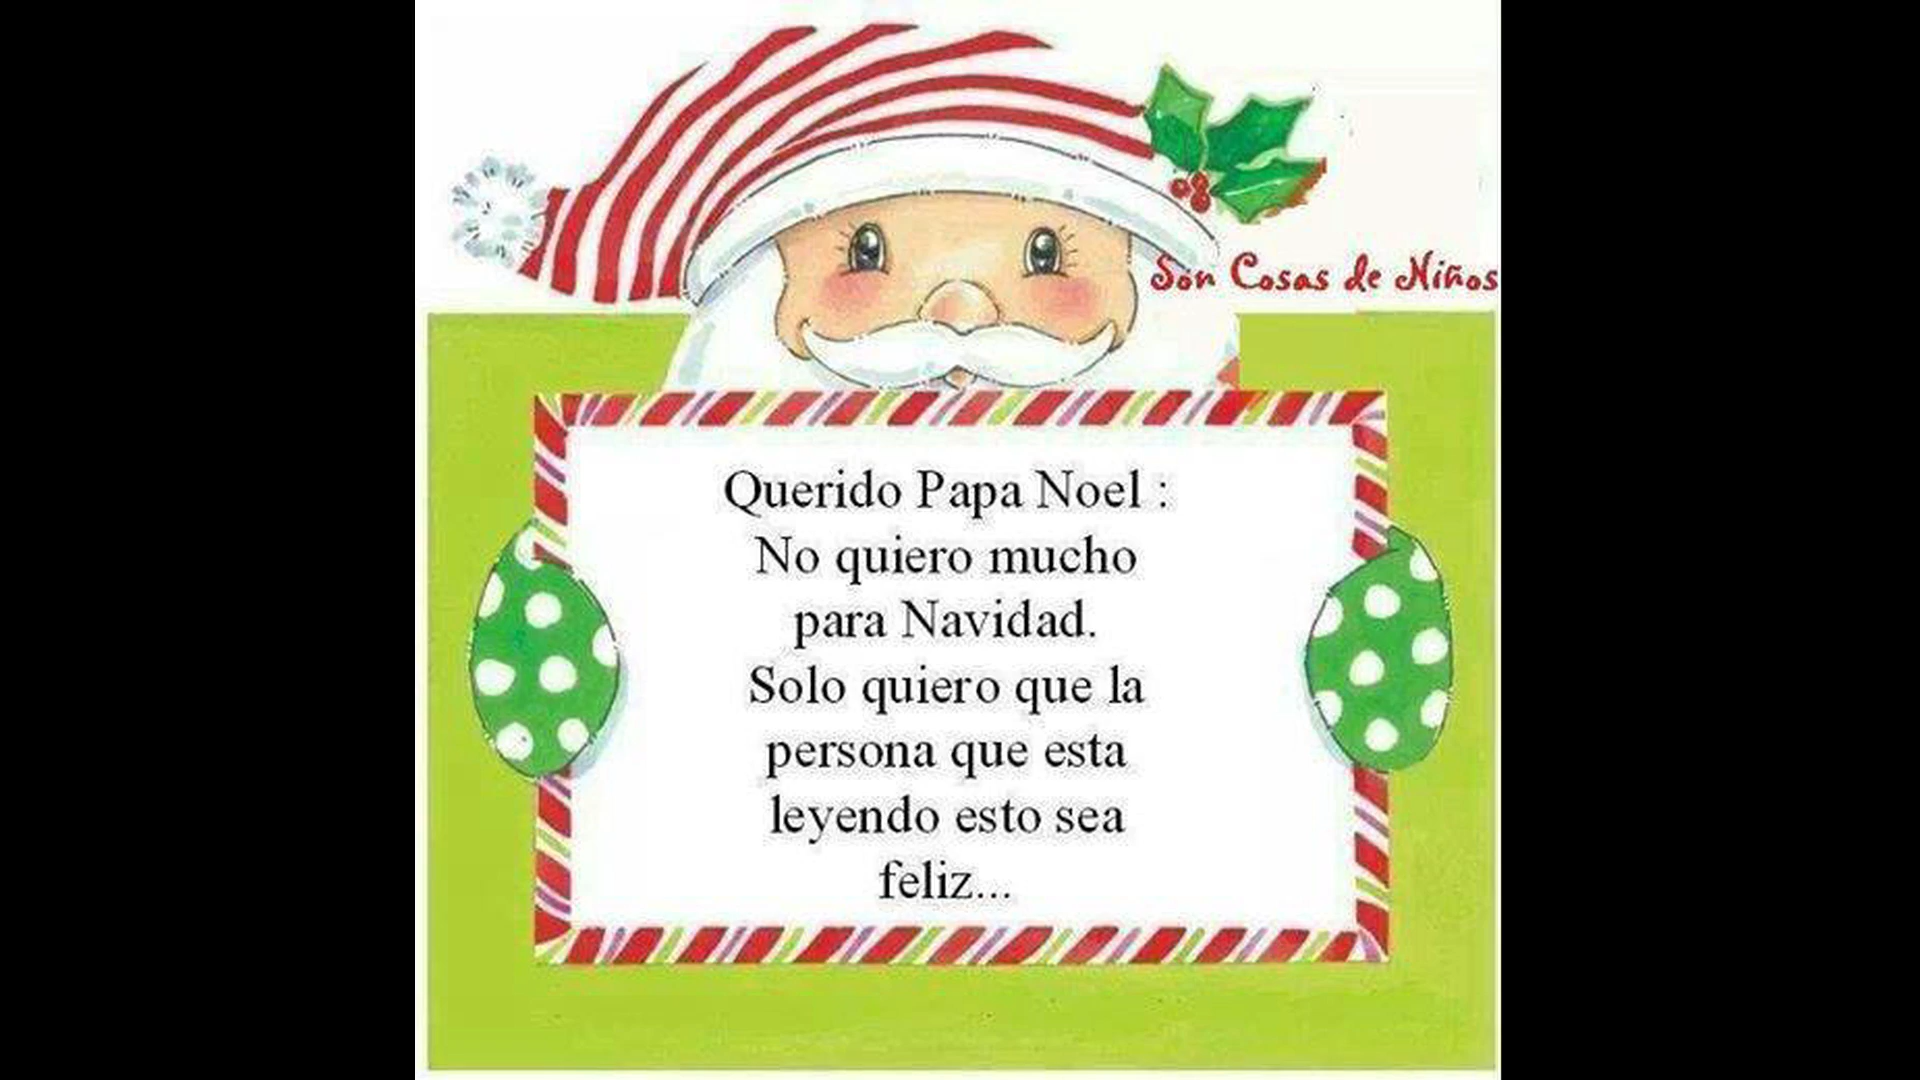 Son Cosas de Niños
Querido Papa Noel :
No quiero mucho
para Navidad.
Solo quiero que la
persona que esta
leyendo esto sea
feliz...